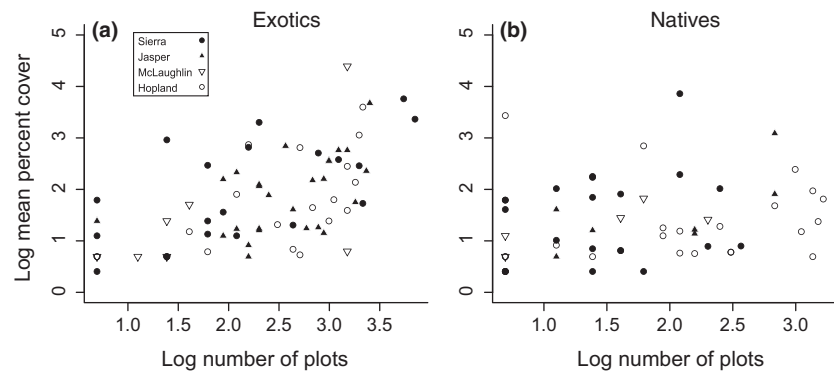 Exotics
Natives
(a)
Sierra
Jasper
McLaughlin
Hopland
(b)
Log mean percent cover
0 1 2 3 4 5
0 1 2 3 4 5
1.0 1.5 2.0 2.5 3.0 3.5
1.0 1.5 2.0 2.5 3.0
Log number of plots
Log number of plots